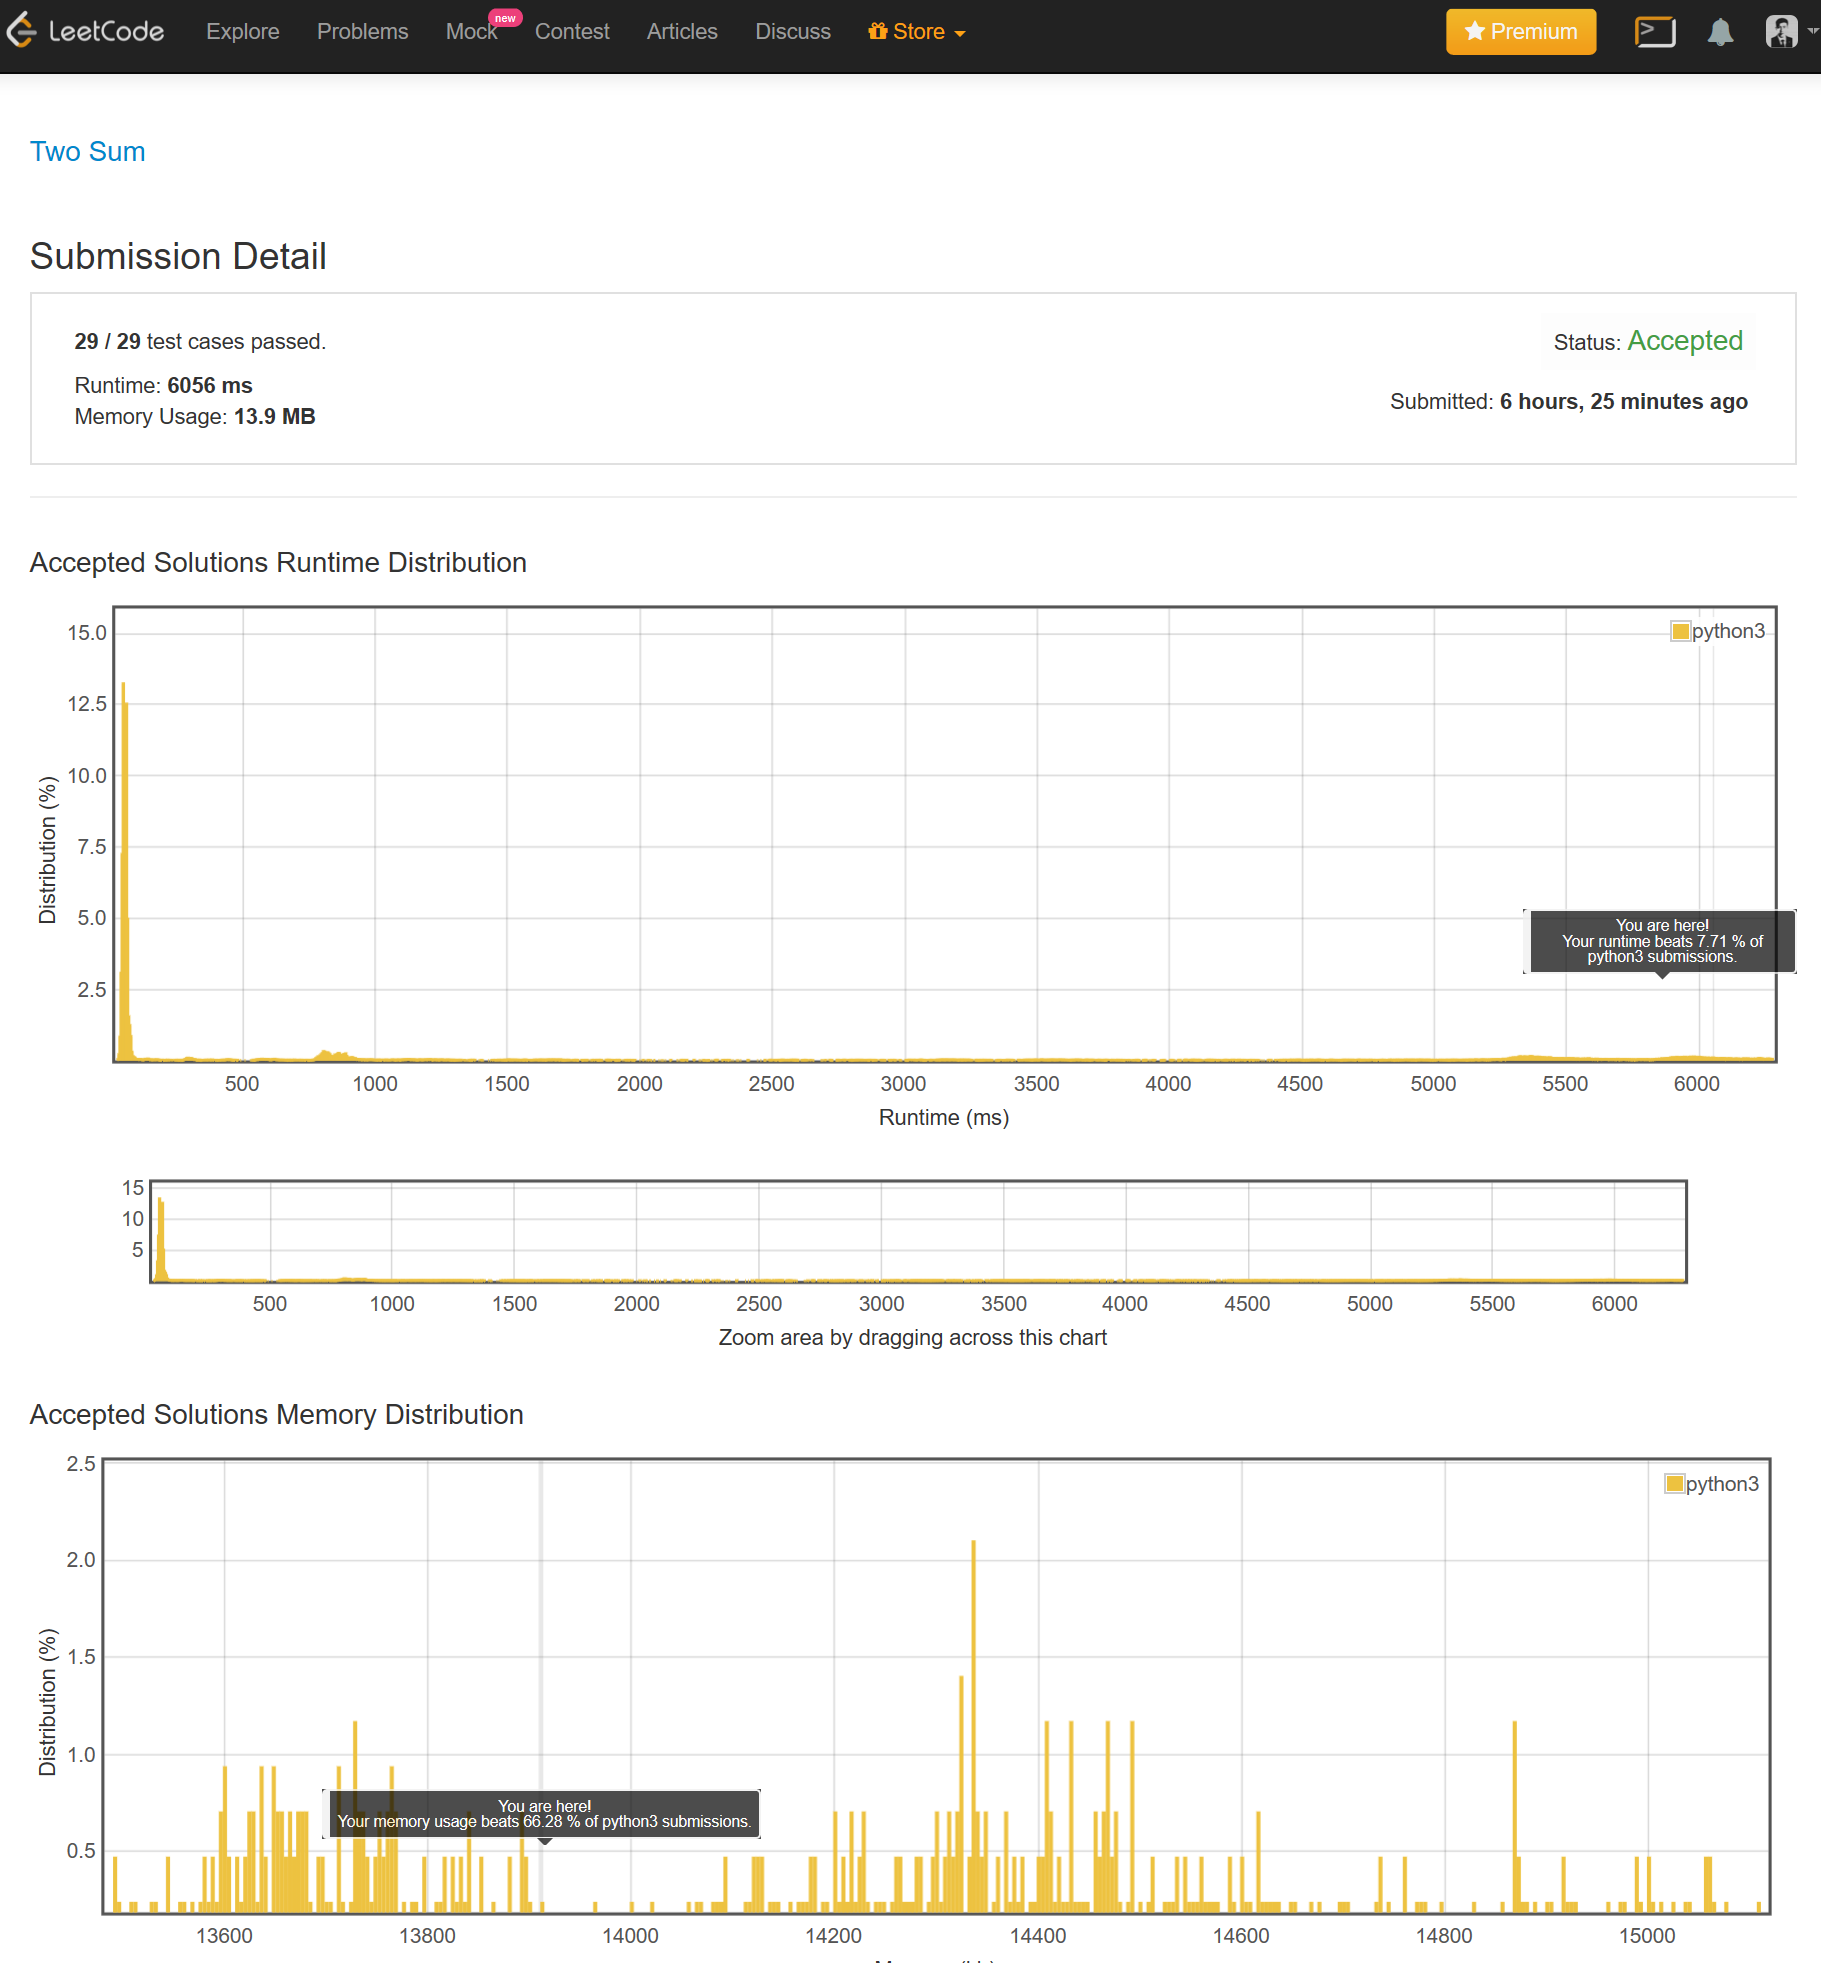 LeetCode
Explore
Problems
Mock
new
Contest
Articles
Discuss
Store
Premium
Two Sum
Submission Detail
29 / 29 test cases passed.
Status: Accepted
Runtime: 6056 ms
Submitted: 6 hours, 25 minutes ago
Memory Usage: 13.9 MB
Accepted Solutions Runtime Distribution
15.0
12.5
10.0
7.5
5.0
2.5
Distribution (%)
python3
You are here!
Your runtime beats 7.71 % of
python3 submissions.
500 1000 1500 2000 2500 3000 3500 4000 4500 5000 5500 6000
Runtime (ms)
15
10
5
500 1000 1500 2000 2500 3000 3500 4000 4500 5000 5500 6000
Zoom area by dragging across this chart
Accepted Solutions Memory Distribution
2.5
2.0
1.5
1.0
0.5
Distribution (%)
python3
You are here!
Your memory usage beats 66.28 % of python3 submissions.
13600 13800 14000 14200 14400 14600 14800 15000